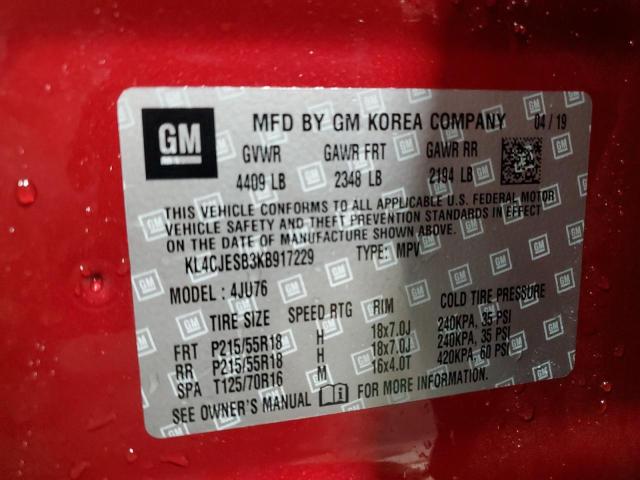 GM
MFD BY GM KOREA COMPANY 04/19
GVWR GAWR FRT GAWR RR
4409 LB 2348 LB 2194 LB
THIS VEHICLE CONFORMS TO ALL APPLICABLE U.S. FEDERAL MOTOR
VEHICLE SAFETY AND THEFT PREVENTION STANDARDS IN EFFECT
ON THE DATE OF MANUFACTURE SHOWN ABOVE.
KL4CJESB3KB917229 TYPE: MPV
MODEL: 4JU76
TIRE SIZE SPEED RTG RIM COLD TIRE PRESSURE
FRT P215/55R18 H 18x7.0J 240KPA, 35 PSI
RR P215/55R18 H 18x7.0J 240KPA, 35 PSI
SPA T125/70R16 M 16x4.0T 420KPA, 60 PSI
SEE OWNER'S MANUAL FOR MORE INFORMATION.